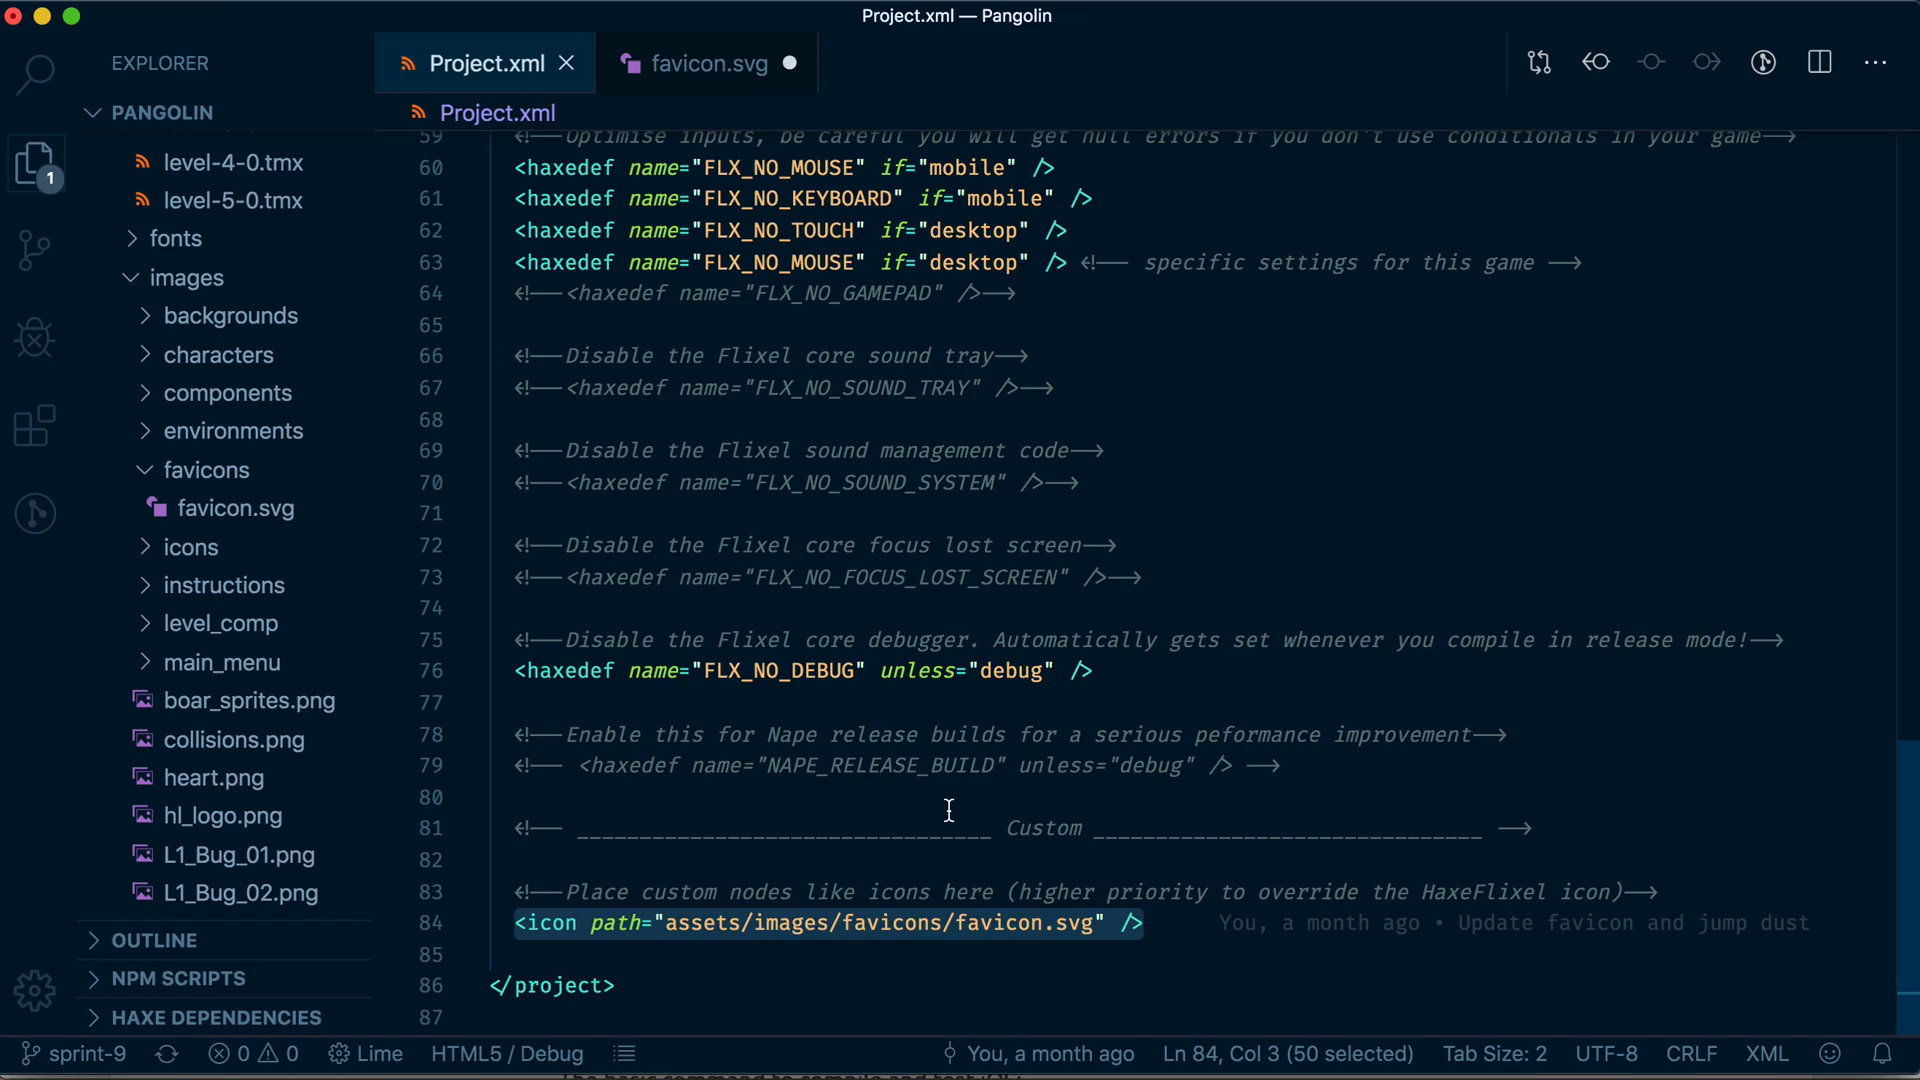 Project.xml — Pangolin
EXPLORER
Project.xml
favicon.svg
PANGOLIN
Project.xml
level-4-0.tmx
level-5-0.tmx
fonts
images
backgrounds
characters
components
environments
favicons
favicon.svg
icons
instructions
level_comp
main_menu
boar_sprites.png
collisions.png
heart.png
hl_logo.png
L1_Bug_01.png
L1_Bug_02.png
OUTLINE
NPM SCRIPTS
HAXE DEPENDENCIES
1
59 <!--Optimise inputs, be careful you will get null errors if you don't use conditionals in your game-->
60 <haxedef name="FLX_NO_MOUSE" if="mobile" />
61 <haxedef name="FLX_NO_KEYBOARD" if="mobile" />
62 <haxedef name="FLX_NO_TOUCH" if="desktop" />
63 <haxedef name="FLX_NO_MOUSE" if="desktop" /> <!-- specific settings for this game -->
64 <!--<haxedef name="FLX_NO_GAMEPAD" />-->
65
66 <!--Disable the Flixel core sound tray-->
67 <!--<haxedef name="FLX_NO_SOUND_TRAY" />-->
68
69 <!--Disable the Flixel sound management code-->
70 <!--<haxedef name="FLX_NO_SOUND_SYSTEM" />-->
71
72 <!--Disable the Flixel core focus lost screen-->
73 <!--<haxedef name="FLX_NO_FOCUS_LOST_SCREEN" />-->
74
75 <!--Disable the Flixel core debugger. Automatically gets set whenever you compile in release mode!-->
76 <haxedef name="FLX_NO_DEBUG" unless="debug" />
77
78 <!--Enable this for Nape release builds for a serious peformance improvement-->
79 <!-- <haxedef name="NAPE_RELEASE_BUILD" unless="debug" /> -->
80
81 <!-- _________________________________ Custom _______________________________ -->
82
83 <!--Place custom nodes like icons here (higher priority to override the HaxeFlixel icon)-->
84 <icon path="assets/images/favicons/favicon.svg" /> You, a month ago • Update favicon and jump dust
85
86 </project>
87
sprint-9 0 0 Lime HTML5 / Debug You, a month ago Ln 84, Col 3 (50 selected) Tab Size: 2 UTF-8 CRLF XML